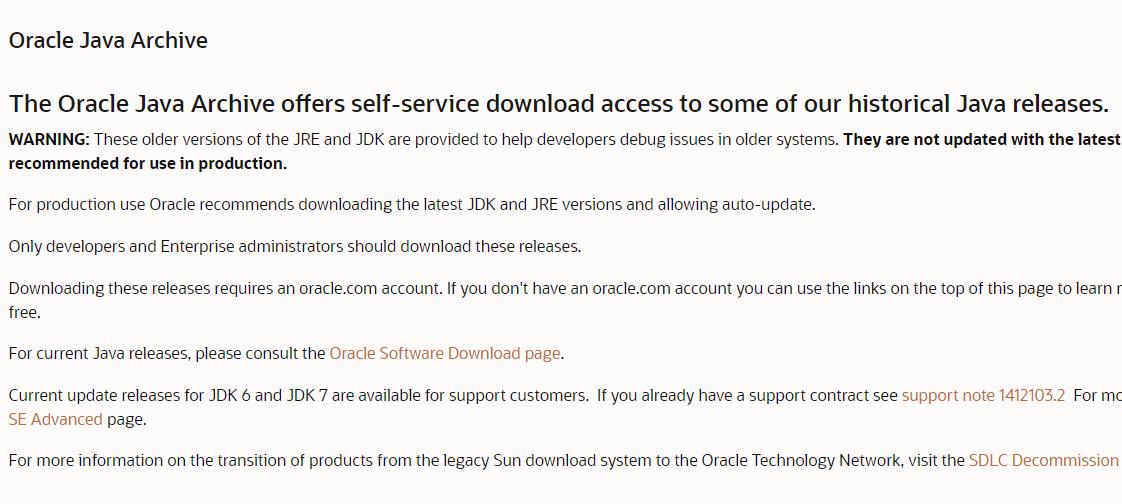 Oracle Java Archive
The Oracle Java Archive offers self-service download access to some of our historical Java releases.
WARNING: These older versions of the JRE and JDK are provided to help developers debug issues in older systems. They are not updated with the latest
recommended for use in production.
For production use Oracle recommends downloading the latest JDK and JRE versions and allowing auto-update.
Only developers and Enterprise administrators should download these releases.
Downloading these releases requires an oracle.com account. If you don't have an oracle.com account you can use the links on the top of this page to learn
free.
For current Java releases, please consult the Oracle Software Download page.
Current update releases for JDK 6 and JDK 7 are available for support customers. If you already have a support contract see support note 1412103.2 For
SE Advanced page.
For more information on the transition of products from the legacy Sun download system to the Oracle Technology Network, visit the SDLC Decommission